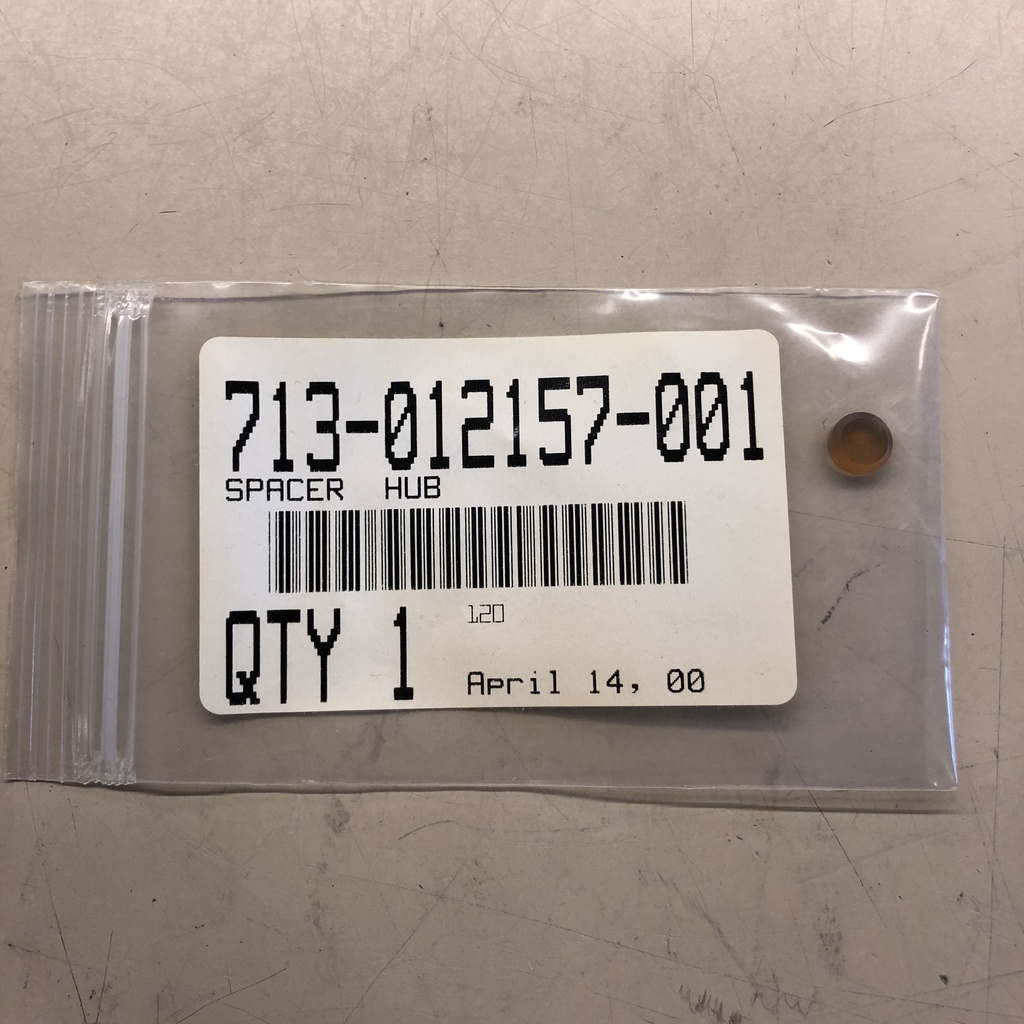 713-012157-001
SPACER HUB
120
QTY 1
April 14, 00